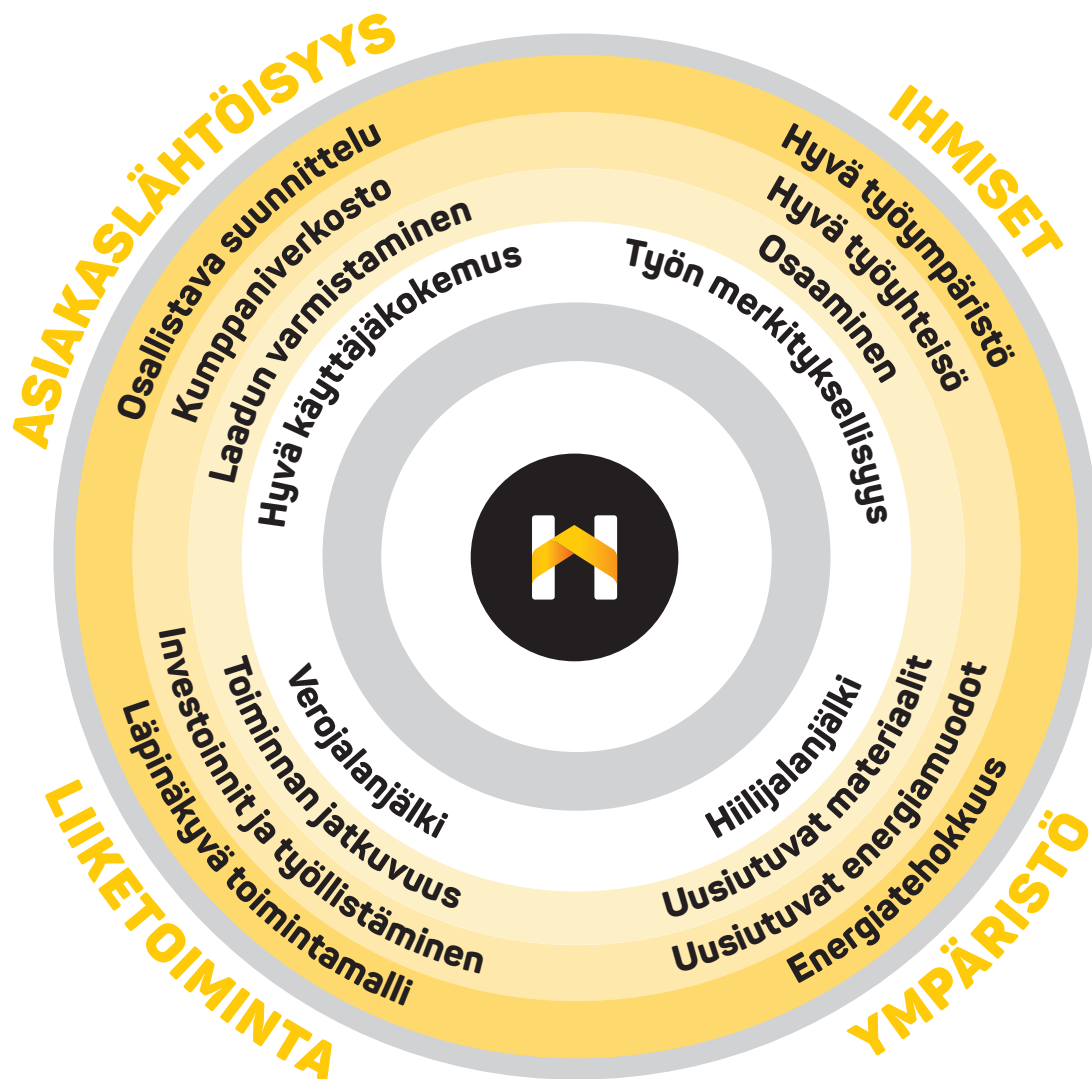 ASIAKASLÄHTÖISYYS
Osallistava suunnittelu
Kumppaniverkosto
Laadun varmistaminen
Hyvä käyttäjäkokemus
IHMISET
Hyvä työympäristö
Hyvä työyhteisö
Osaaminen
Työn merkityksellisyys
H
LIIKETOIMINTA
Läpinäkyvä toimintamalli
Investoinnit ja työllistäminen
Toiminnan jatkuvuus
Verojalanjälki
YMPÄRISTÖ
Energiatehokkuus
Uusiutuvat energiamuodot
Uusiutuvat materiaalit
Hiilijalanjälki